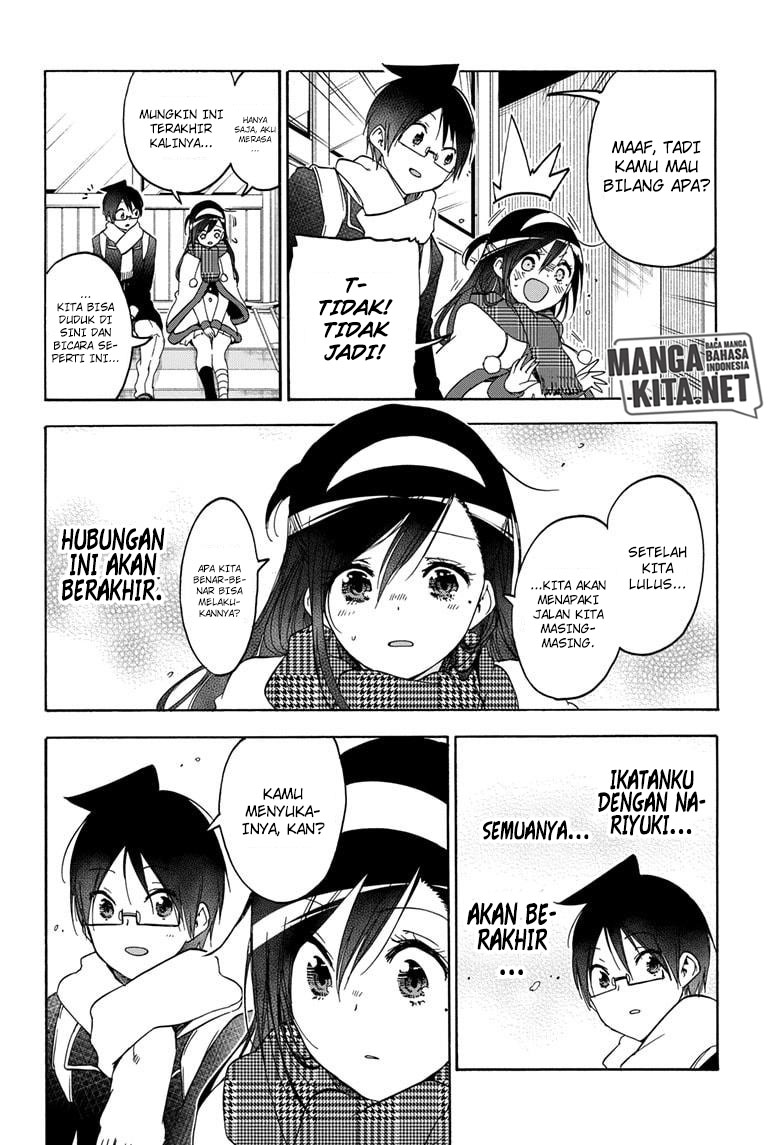 MAAF, TADI
KAMU MAU
BILANG APA?
T-
TIDAK!
TIDAK
JADI!
HANYA
SAJA, AKU
MERASA
...
MUNGKIN INI
TERAKHIR
KALINYA...
...
KITA BISA
DUDUK DI
SINI DAN
BICARA SE-
PERTI INI...
MANGA
KITA.NET
BACA MANGA
BAHASA
INDONESIA
SETELAH
KITA
LULUS...
...KITA AKAN
MENAPAKI
JALAN KITA
MASING-
MASING.
APA KITA
BENAR-BE-
NAR BISA
MELAKU-
KANNYA?
HUBUNGAN
INI AKAN
BERAKHIR.
IKATANKU
DENGAN NA-
RIYUKI...
SEMUANYA...
AKAN BE-
RAKHIR
...
KAMU
MENYUKA-
INYA, KAN?